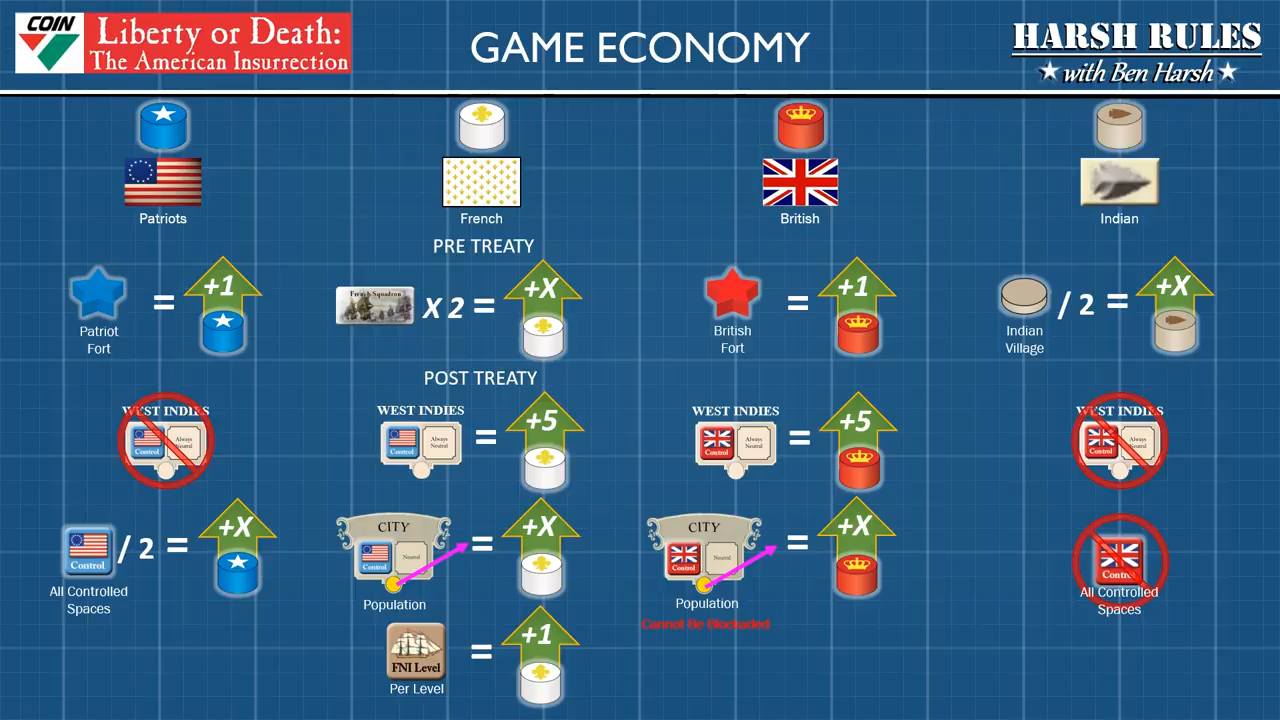 COIN
Liberty or Death:
The American Insurrection
GAME ECONOMY
HARSH RULES
with Ben Harsh
Patriots
French
British
Indian
PRE TREATY
Patriot
Fort
=
+1
French Squadron
X 2 =
+X
British
Fort
=
+1
Indian
Village
/ 2 =
+X
POST TREATY
WEST INDIES
Control
Always
Neutral
WEST INDIES
Control
Always
Neutral
=
+5
WEST INDIES
Control
Always
Neutral
=
+5
WEST INDIES
Control
Always
Neutral
Control
/ 2 =
+X
All Controlled
Spaces
CITY
Control
Neutral
Population
=
+X
CITY
Control
Neutral
Population
Cannot Be Blockaded
=
+X
Control
All Controlled
Spaces
FNI Level
Per Level
=
+1